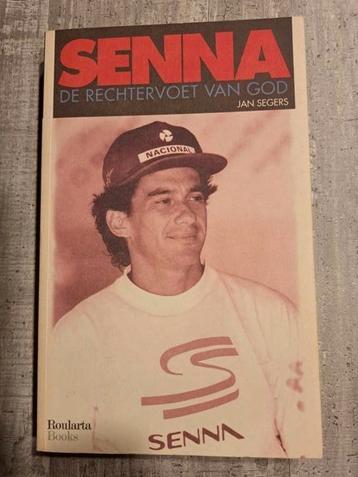 SENNA
DE RECHTERVOET VAN GOD
JAN SEGERS
NACIONAL
SENNA
Roularta
Books